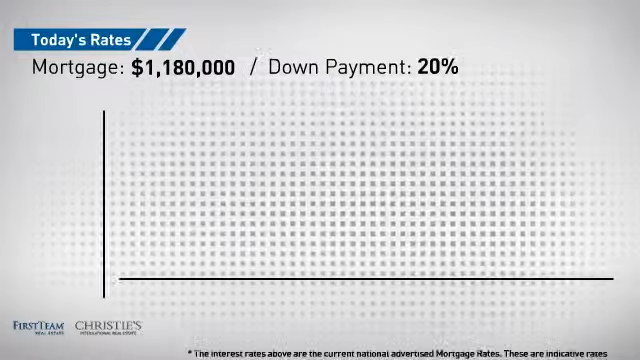 Today's Rates
Mortgage: $1,180,000 / Down Payment: 20%
FIRSTTEAM CHRISTIE'S
REAL ESTATE INTERNATIONAL REAL ESTATE
* The interest rates above are the current national advertised Mortgage Rates. These are indicative rates